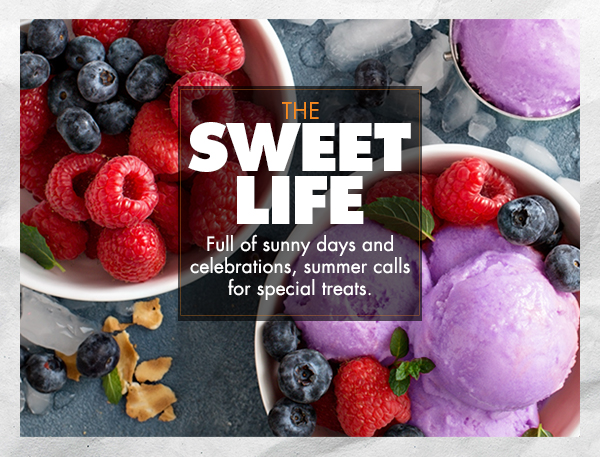 THE
SWEET
LIFE
Full of sunny days and
celebrations, summer calls
for special treats.